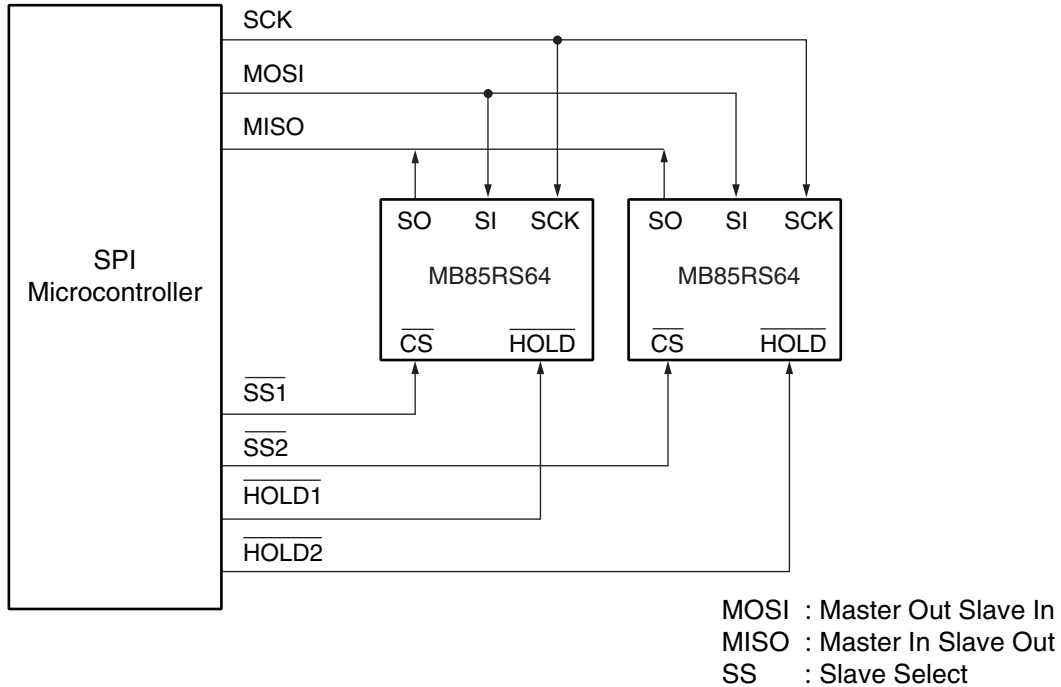 SCK
MOSI
MISO
SO SI SCK
MB85RS64
CS HOLD
SO SI SCK
MB85RS64
CS HOLD
SPI
Microcontroller
SS1
SS2
HOLD1
HOLD2
MOSI : Master Out Slave In
MISO : Master In Slave Out
SS : Slave Select